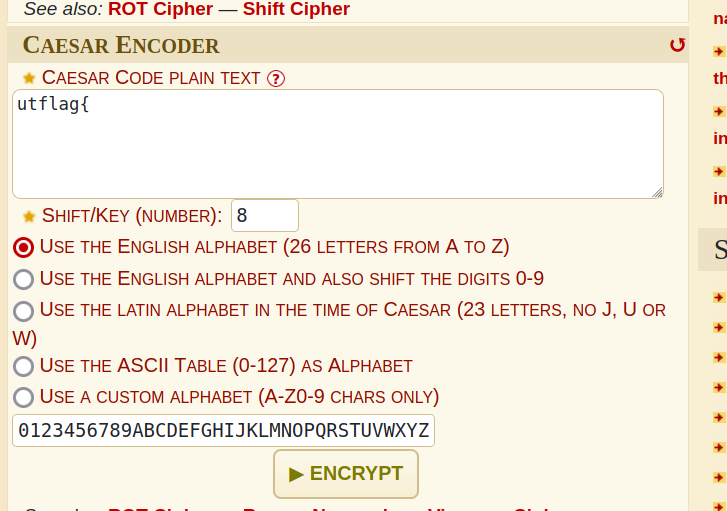 See also: ROT Cipher — Shift Cipher
CAESAR ENCODER
CAESAR CODE PLAIN TEXT ?
utflag{
SHIFT/KEY (NUMBER): 8
USE THE ENGLISH ALPHABET (26 LETTERS FROM A TO Z)
USE THE ENGLISH ALPHABET AND ALSO SHIFT THE DIGITS 0-9
USE THE LATIN ALPHABET IN THE TIME OF CAESAR (23 LETTERS, NO J, U OR
W)
USE THE ASCII TABLE (0-127) AS ALPHABET
USE A CUSTOM ALPHABET (A-Z0-9 CHARS ONLY)
0123456789ABCDEFGHIJKLMNOPQRSTUVWXYZ
▶ ENCRYPT
na
th
in
in
S